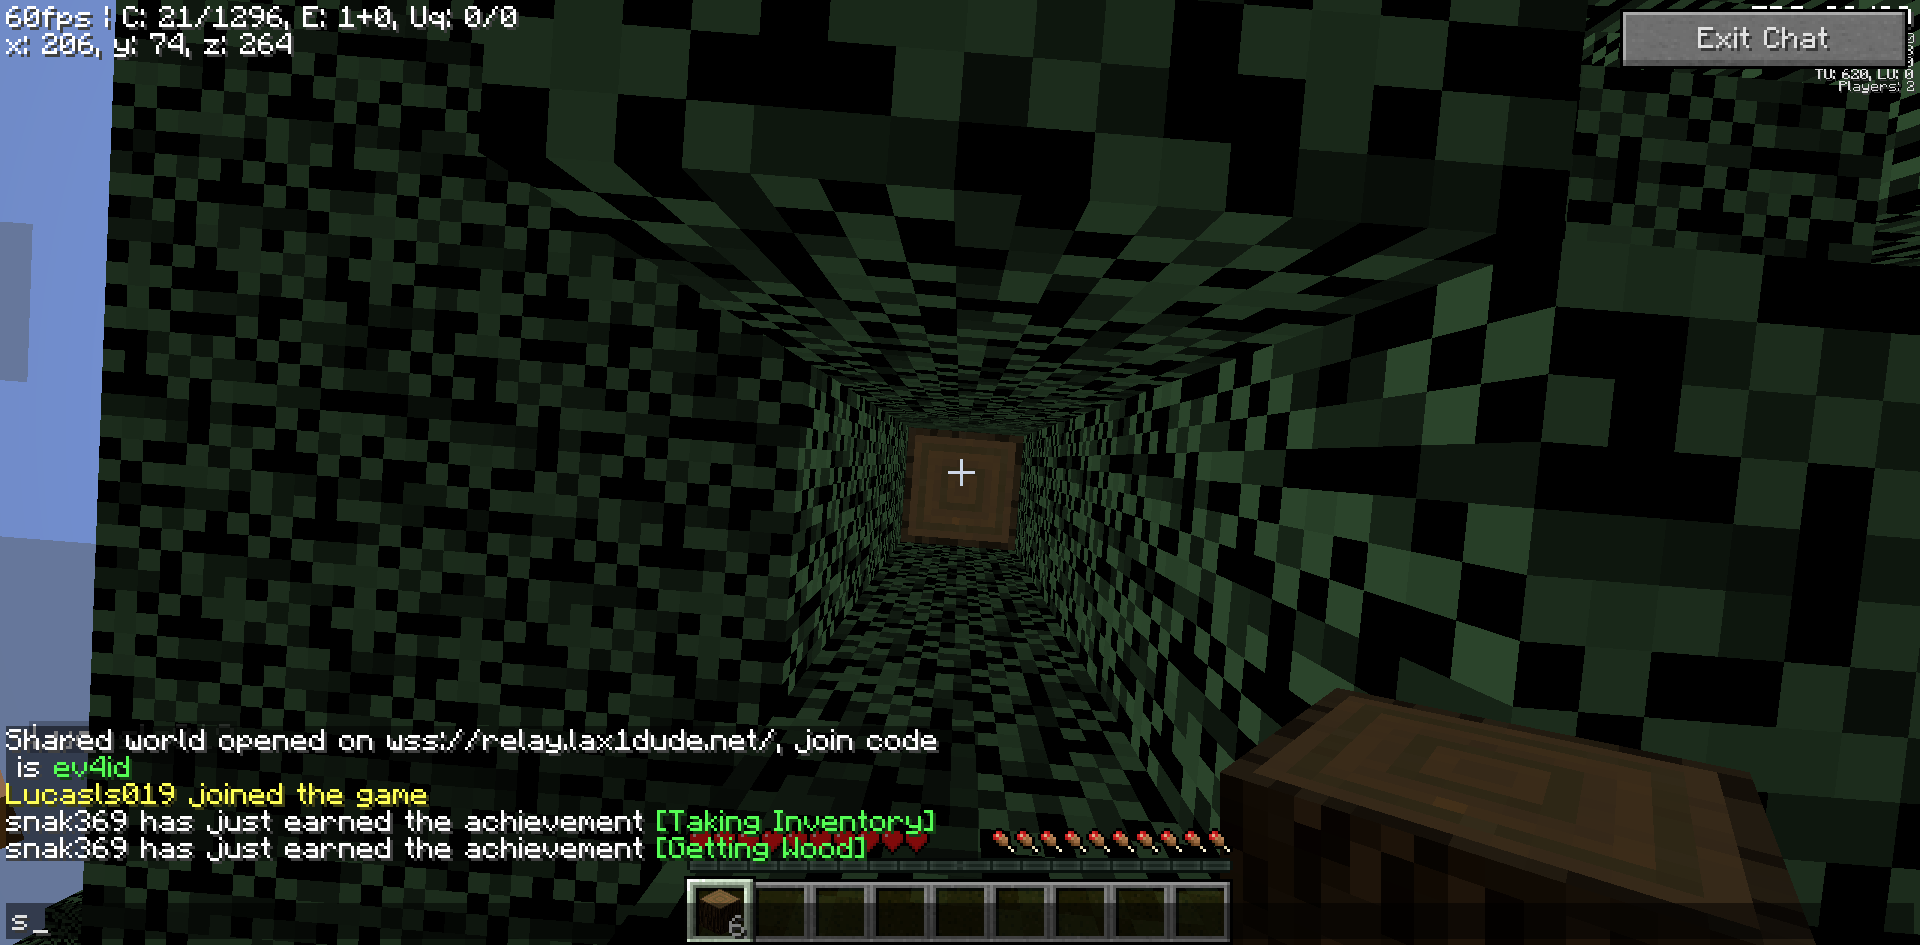 60fps | C: 21/1296, E: 1+0, Uq: 0/0
x: 206, y: 74, z: 264
Exit Chat
TU: 620, LU: 0
Players: 2
Shared world opened on wss://relay.lax1dude.net/, join code
is ev4id
Lucasls019 joined the game
snak369 has just earned the achievement [Taking Inventory]
snak369 has just earned the achievement [Getting Wood]
6
s_